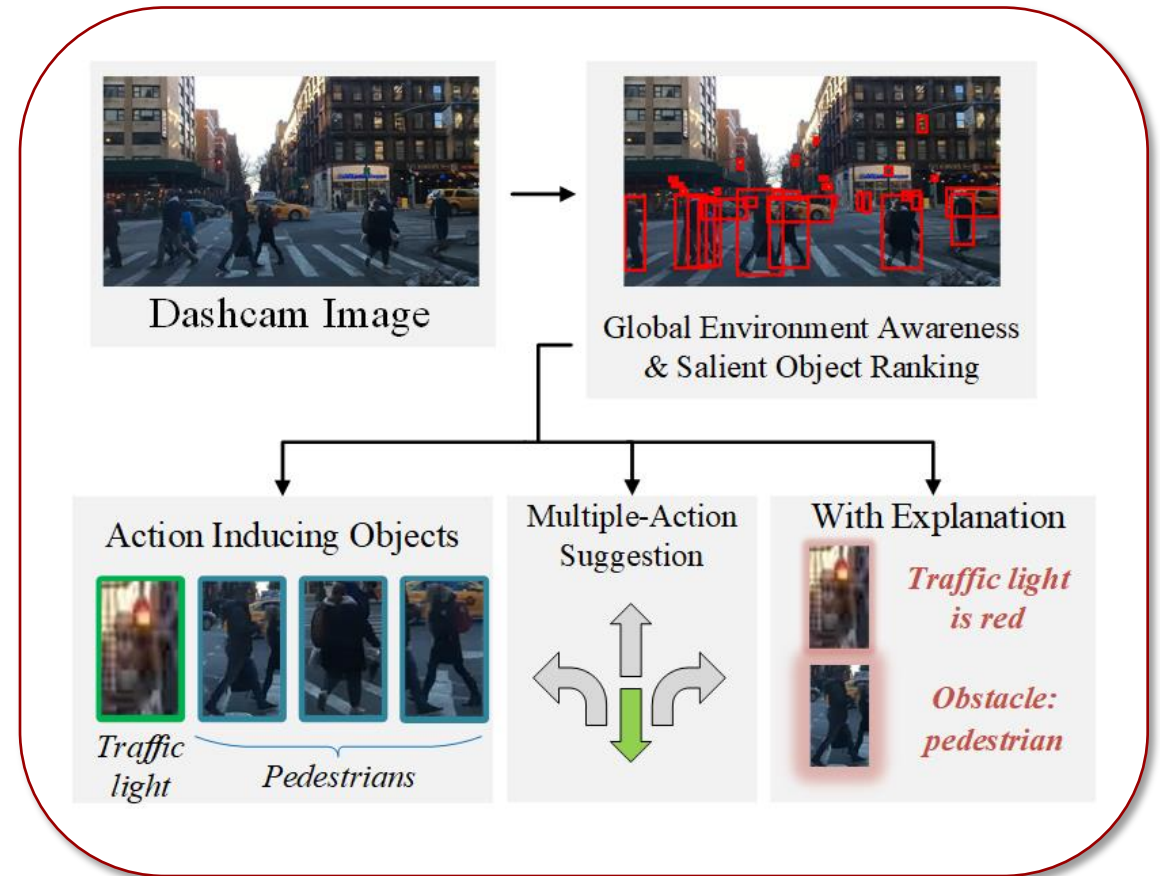 Dashcam Image
Global Environment Awareness
& Salient Object Ranking
Action Inducing Objects
Traffic
light
Pedestrians
Multiple-Action
Suggestion
With Explanation
Traffic light
is red
Obstacle:
pedestrian